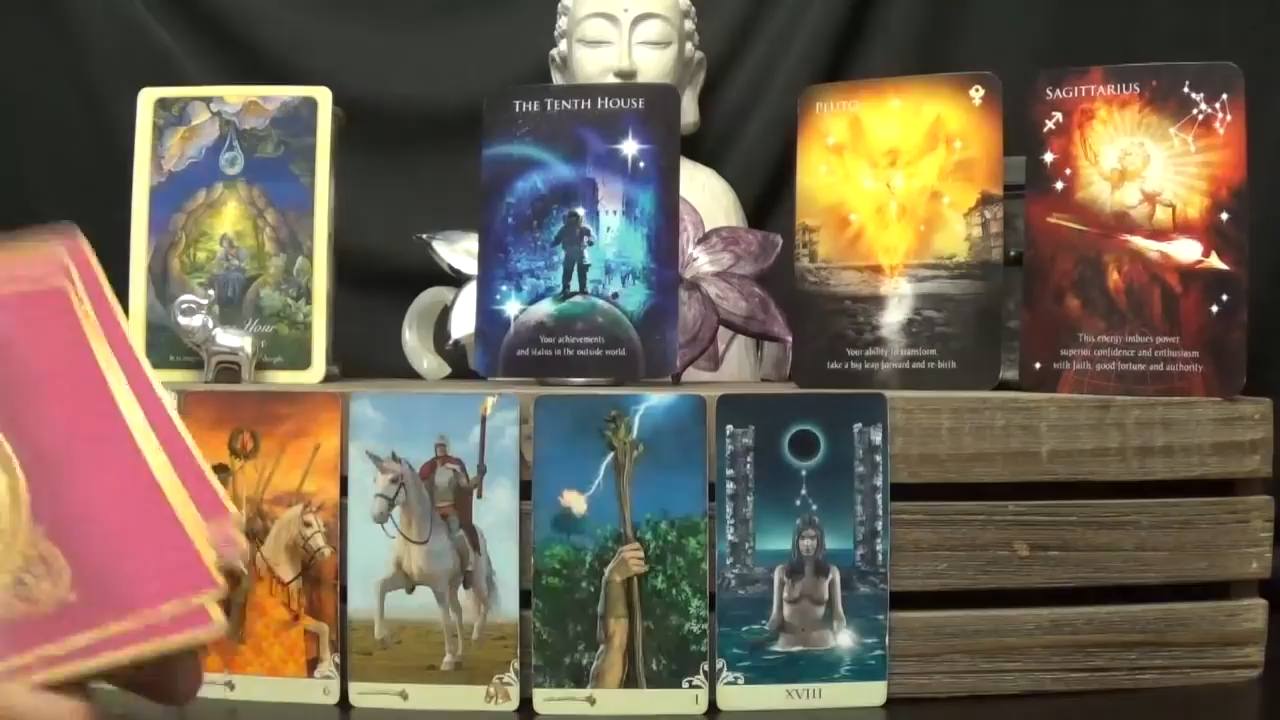 THE TENTH HOUSE
Your achievements
and status in the outside world.
PLUTO
Your ability to transform,
take a big leap forward and re-birth.
SAGITTARIUS
This energy imbues power
superior confidence and enthusiasm
with faith, good fortune and authority
Hour
6
1
XVIII